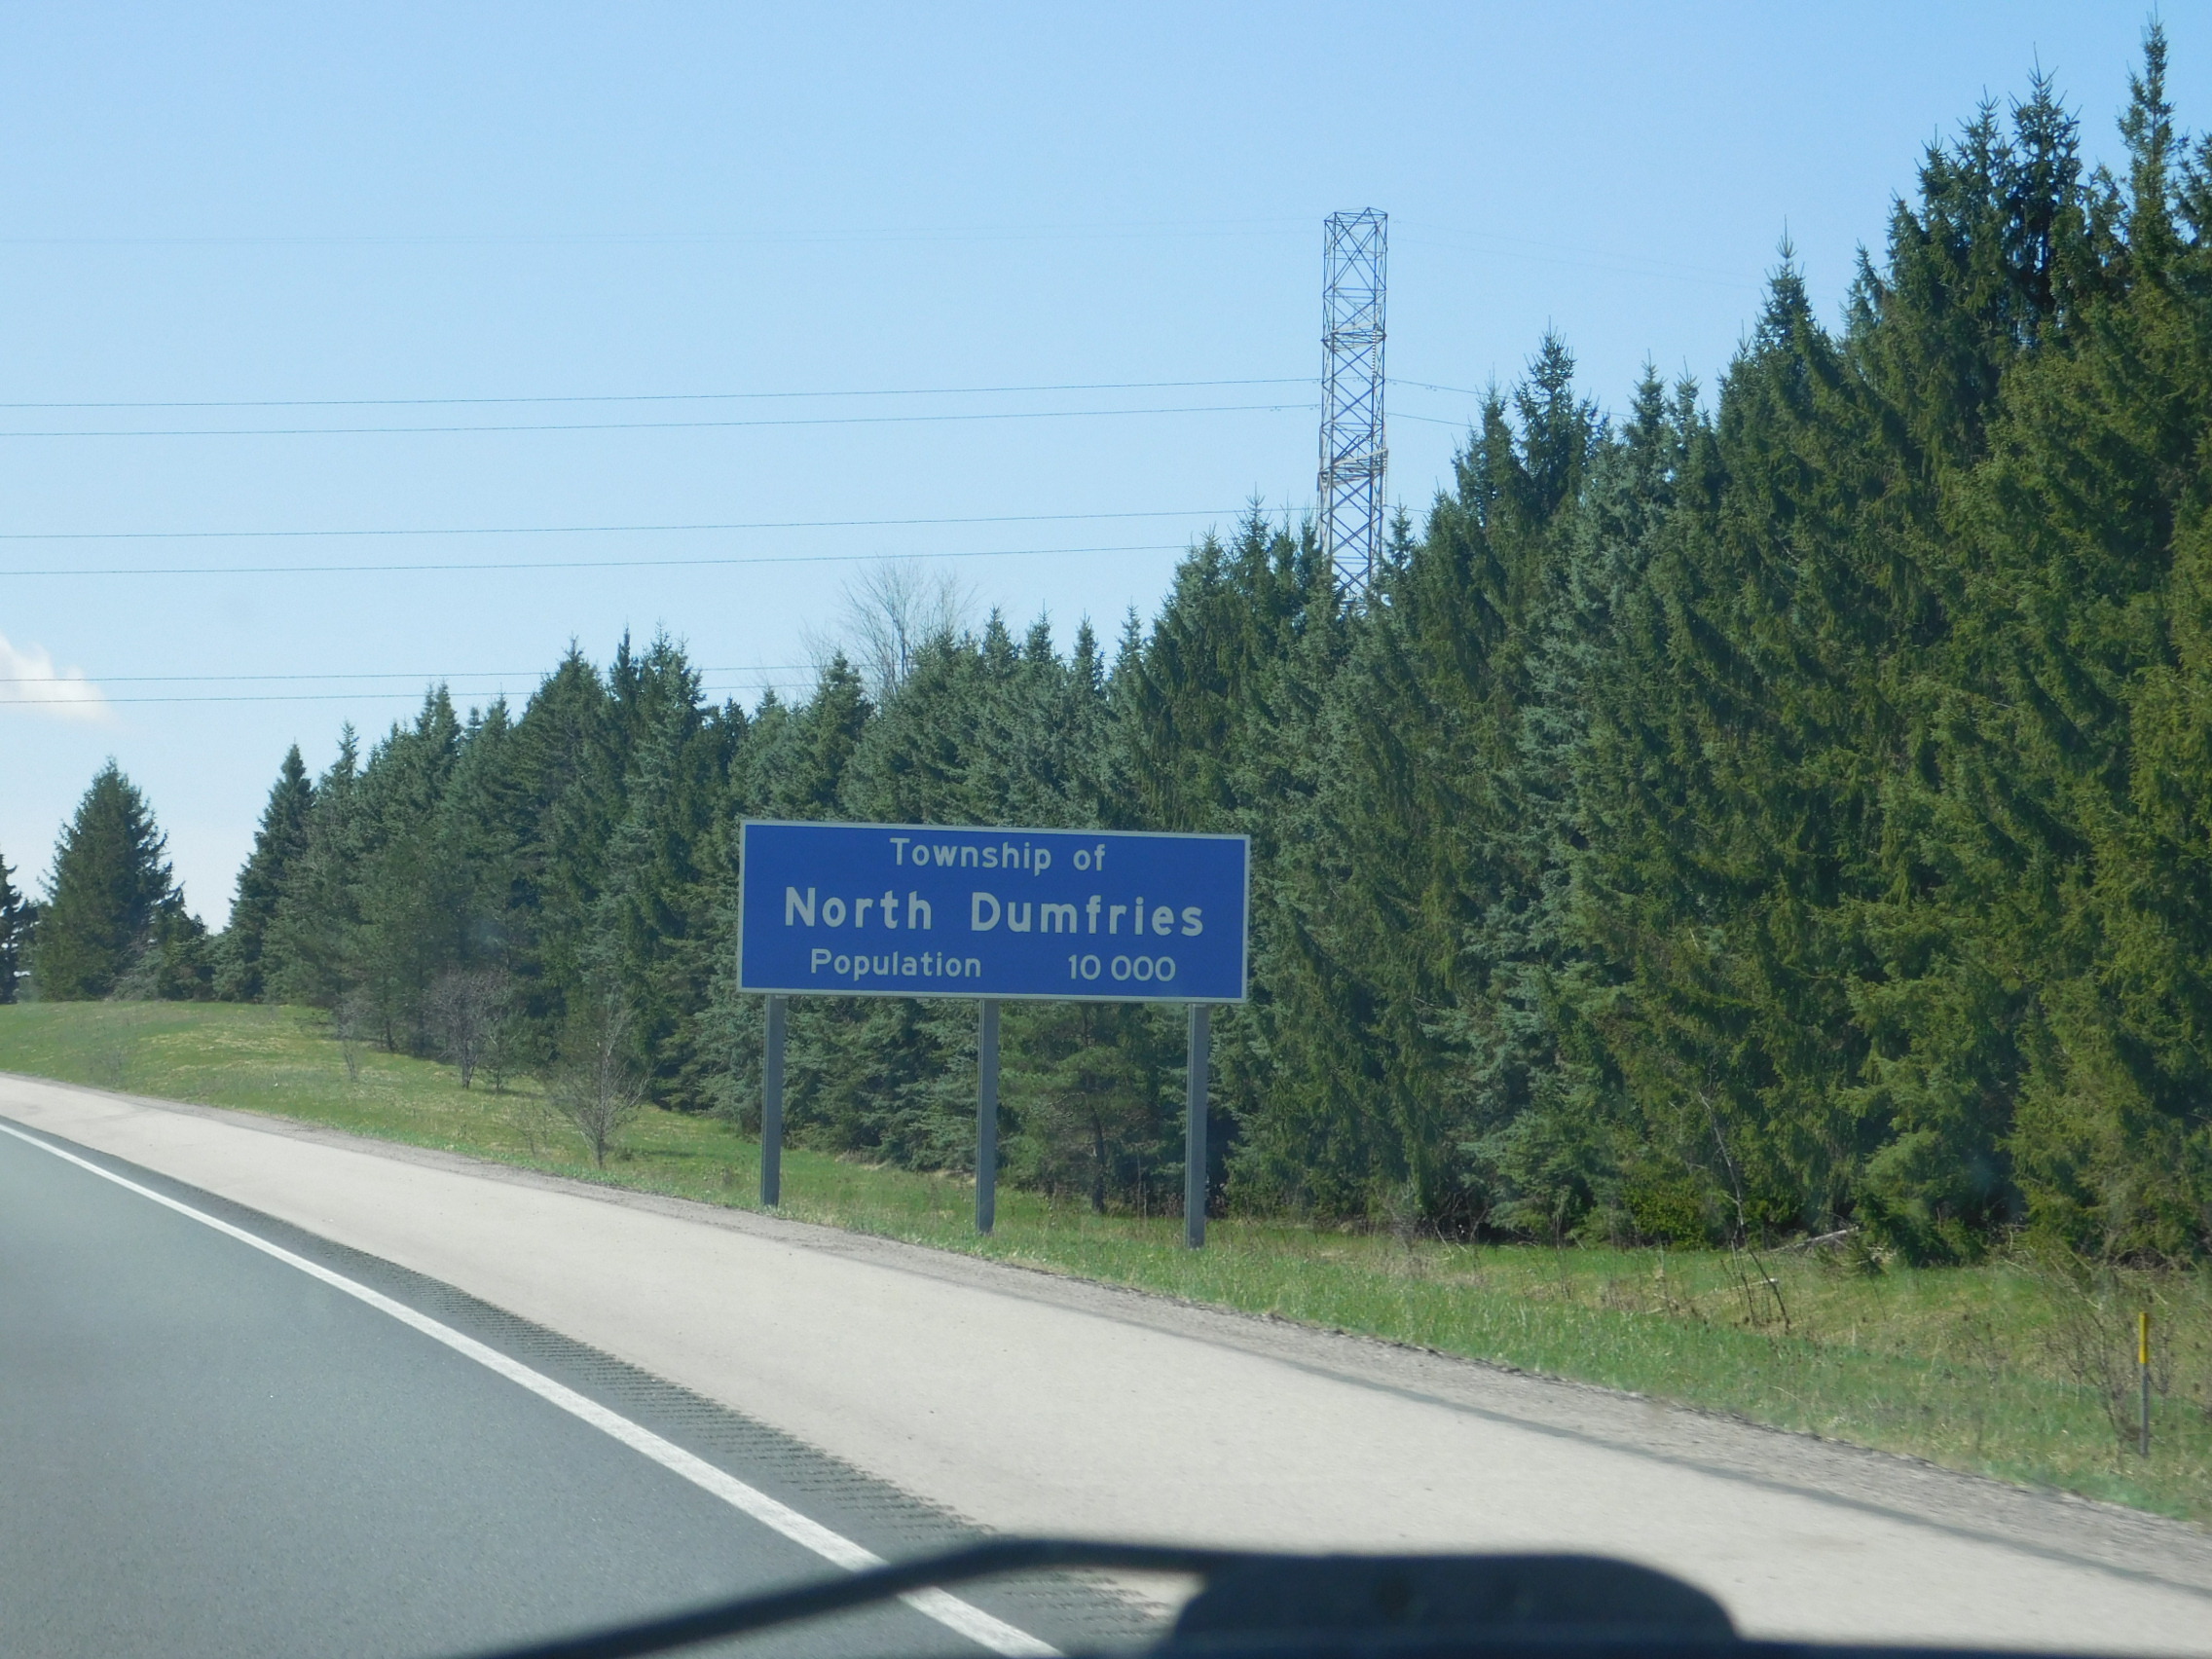 Township of
North Dumfries
Population 10 000